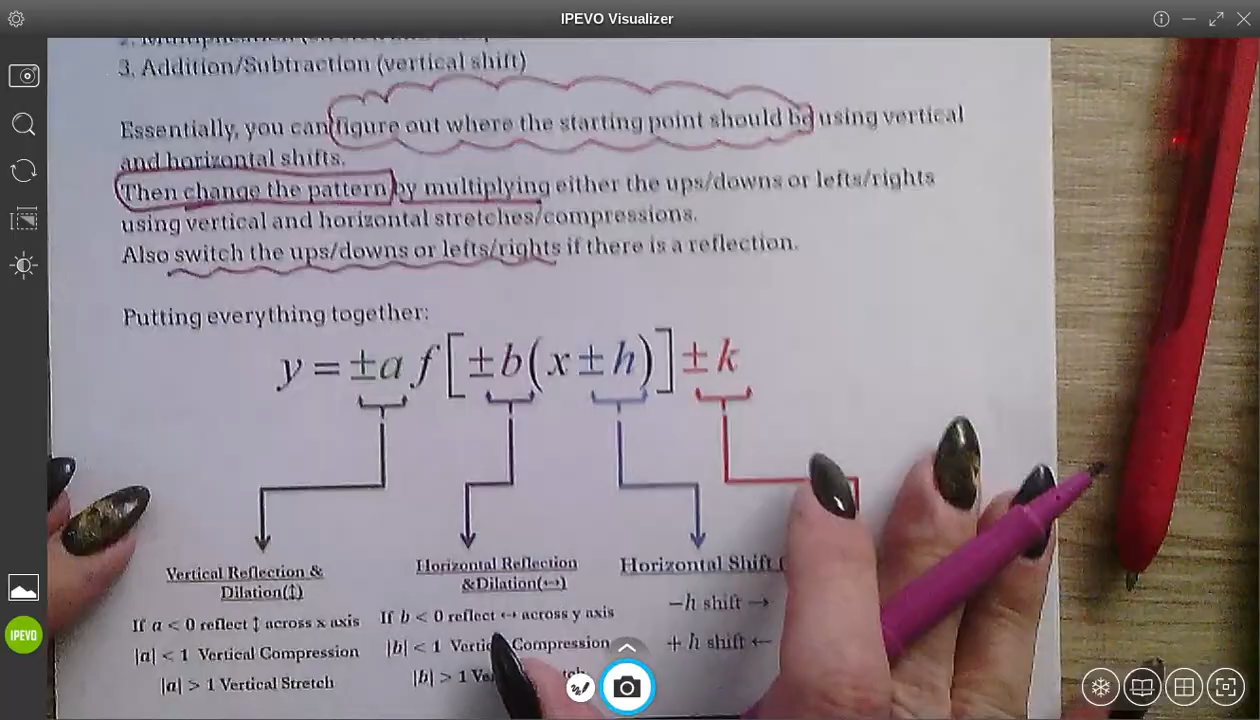 IPEVO Visualizer
3. Addition/Subtraction (vertical shift)
Essentially, you can figure out where the starting point should be using vertical
and horizontal shifts.
Then change the pattern by multiplying either the ups/downs or lefts/rights
using vertical and horizontal stretches/compressions.
Also switch the ups/downs or lefts/rights if there is a reflection.
Putting everything together:
y = ±a f[±b(x ± h)] ± k
Vertical Reflection &
Dilation(↕)
If a < 0 reflect ↕ across x axis
|a| < 1 Vertical Compression
|a| > 1 Vertical Stretch
Horizontal Reflection
&Dilation(↔)
If b < 0 reflect ↔ across y axis
|b| < 1 Compression
|b| > 1
Horizontal Shift (
−h shift →
+ h shift ←
IPEVO